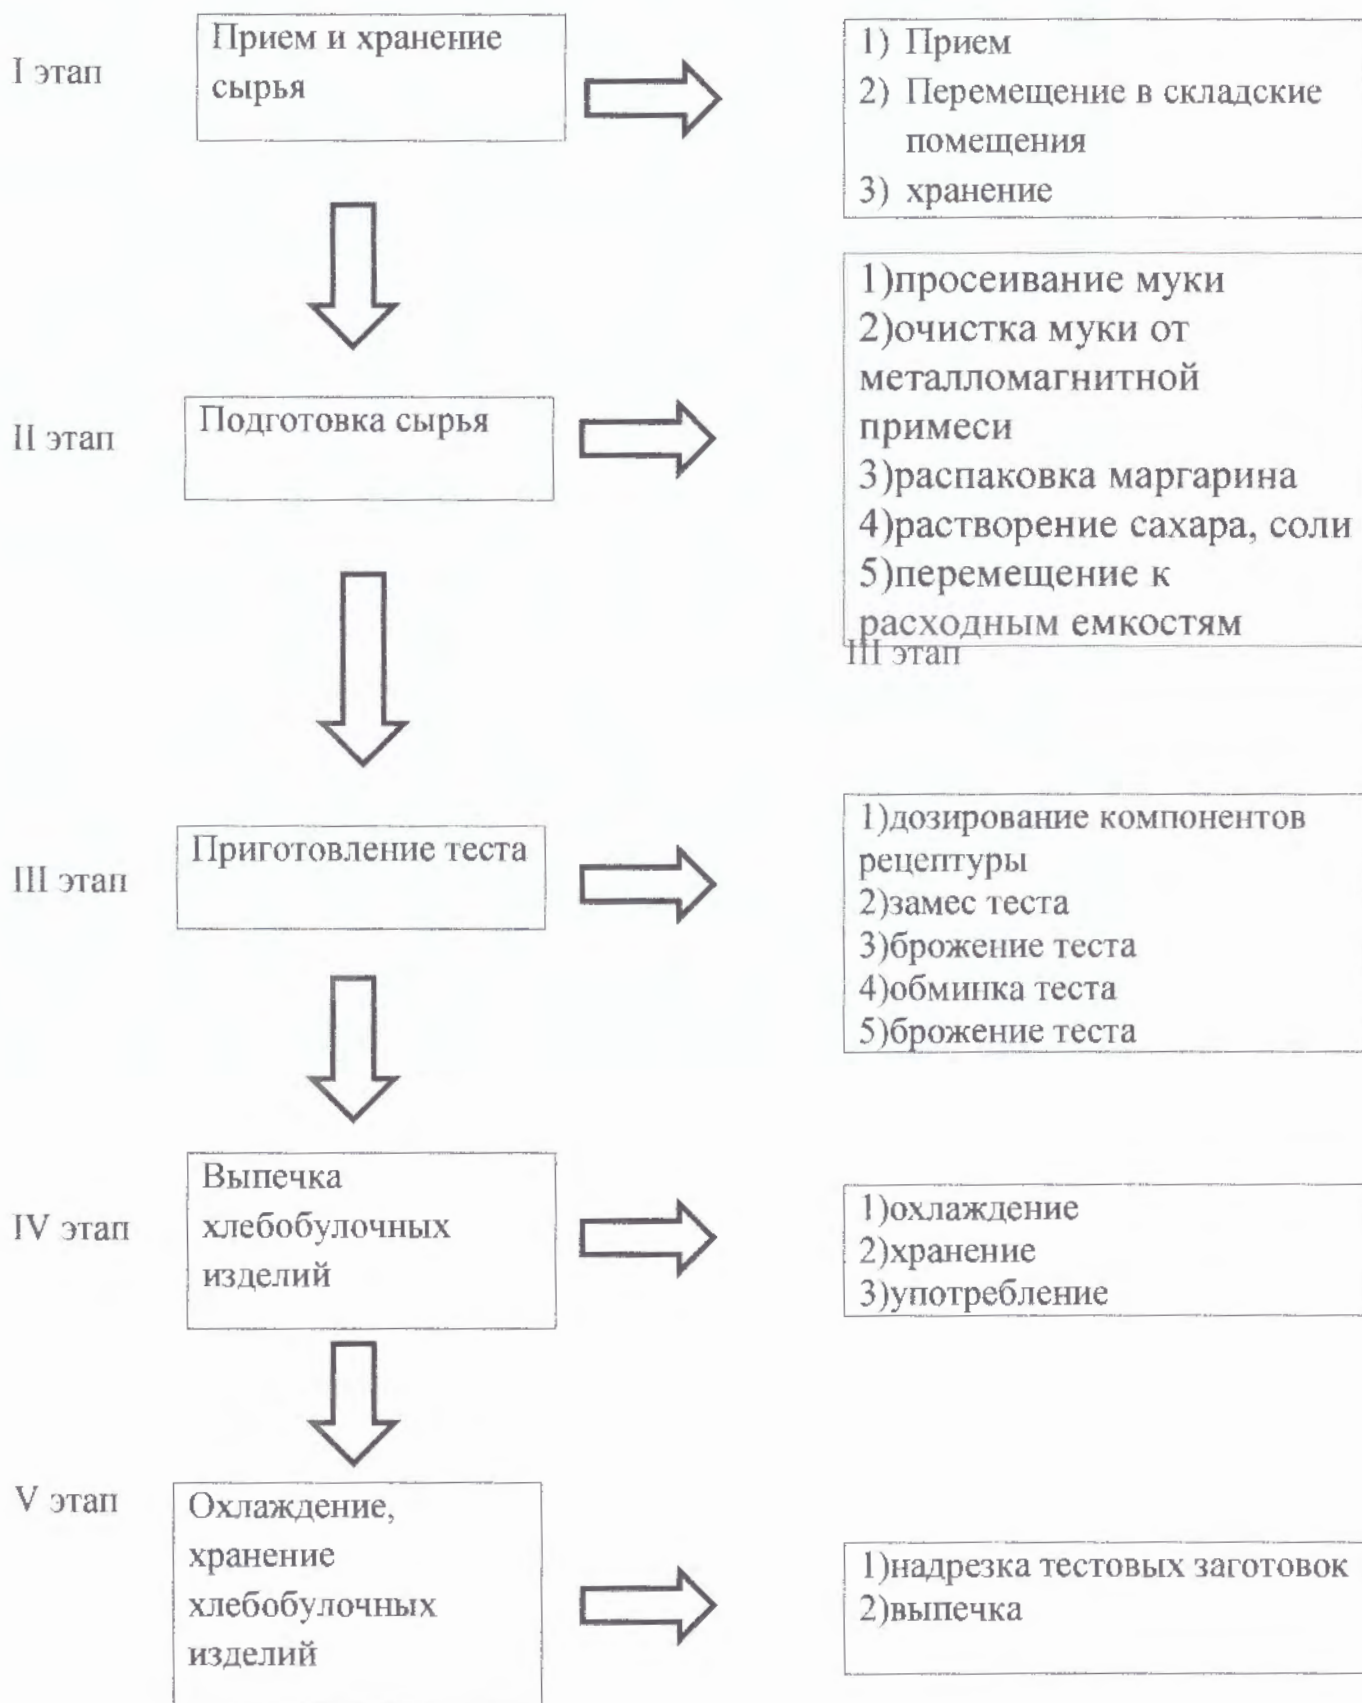 I этап
Прием и хранение
сырья
1) Прием
2) Перемещение в складские
помещения
3) хранение
II этап
Подготовка сырья
1)просеивание муки
2)очистка муки от
металломагнитной
примеси
3)распаковка маргарина
4)растворение сахара, соли
5)перемещение к
расходным емкостям
III этап
III этап
Приготовление теста
1)дозирование компонентов
рецептуры
2)замес теста
3)брожение теста
4)обминка теста
5)брожение теста
IV этап
Выпечка
хлебобулочных
изделий
1)охлаждение
2)хранение
3)употребление
V этап
Охлаждение,
хранение
хлебобулочных
изделий
1)надрезка тестовых заготовок
2)выпечка